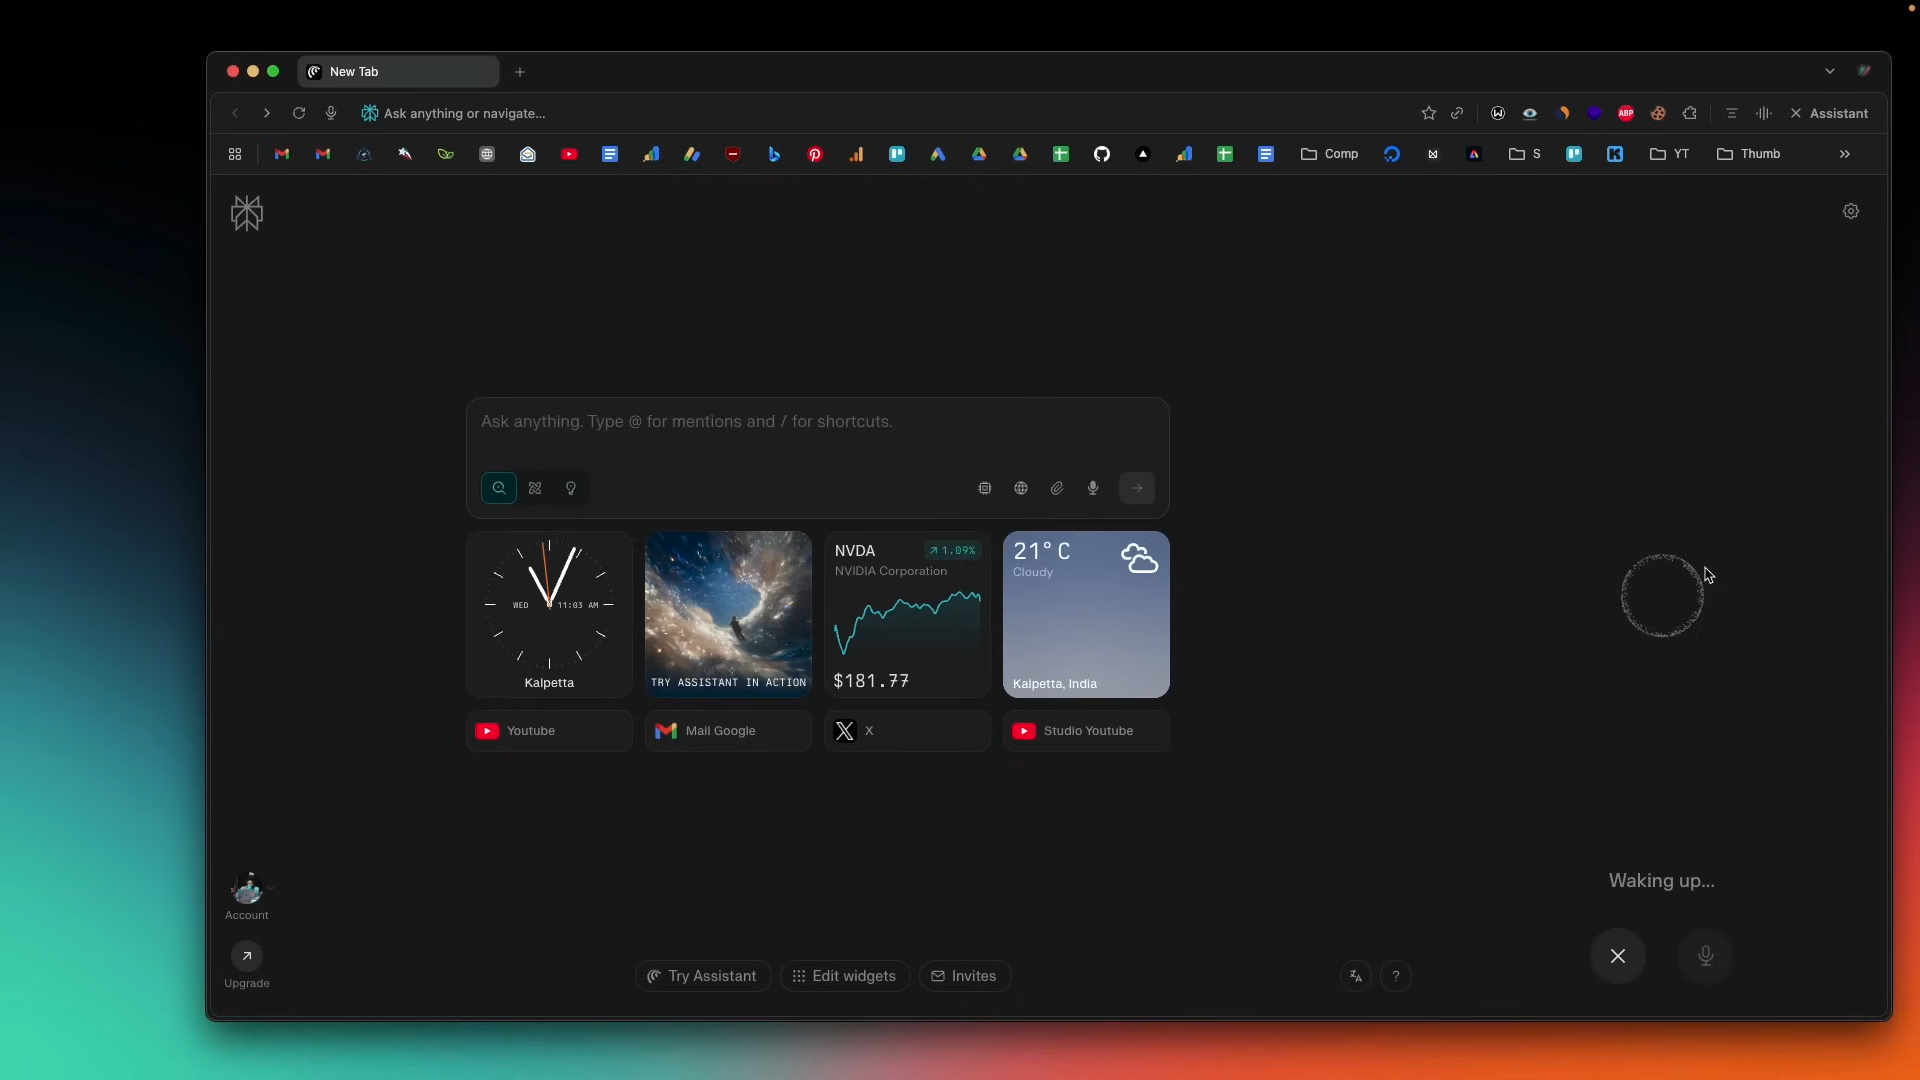 New Tab
Ask anything or navigate...
ABP
Assistant
Comp
S
YT
Thumb
Ask anything. Type @ for mentions and / for shortcuts.
WED 11:03 AM
Kalpetta
TRY ASSISTANT IN ACTION
NVDA
1.09%
NVIDIA Corporation
$181.77
21° C
Cloudy
Kalpetta, India
Youtube
Mail Google
X
Studio Youtube
Waking up...
Account
Upgrade
Try Assistant
Edit widgets
Invites
?